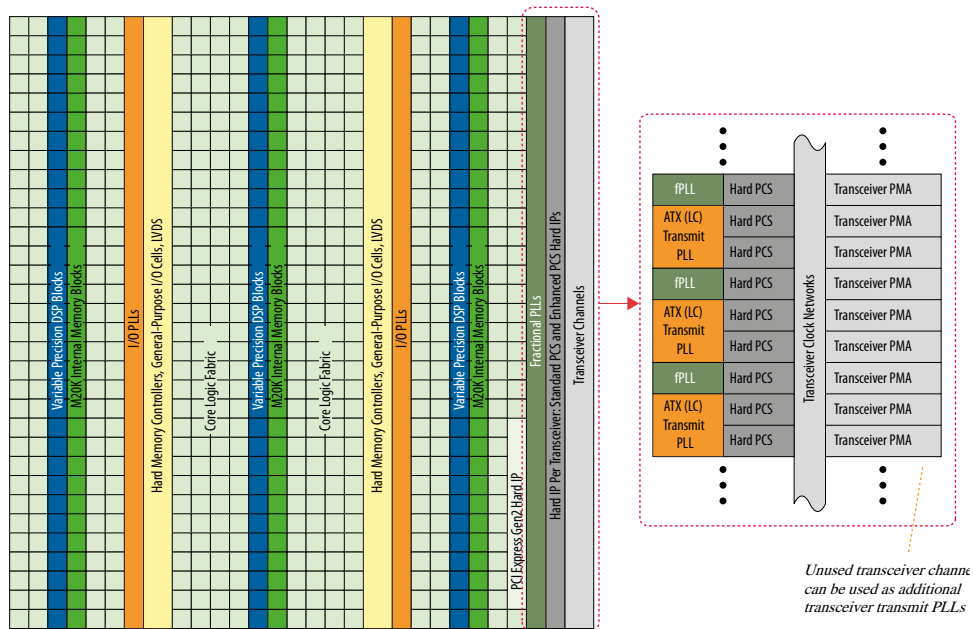 Variable Precision DSP Blocks
M20K Internal Memory Blocks
I/O PLLs
Hard Memory Controllers, General-Purpose I/O Cells, LVDS
Core Logic Fabric
Variable Precision DSP Blocks
M20K Internal Memory Blocks
Core Logic Fabric
Hard Memory Controllers, General-Purpose I/O Cells, LVDS
I/O PLLs
Variable Precision DSP Blocks
M20K Internal Memory Blocks
PCI Express Gen2 Hard IP
Fractional PLLs
Hard IP Per Transceiver: Standard PCS and Enhanced PCS Hard IPs
Transceiver Channels
fPLL
ATX (LC)
Transmit
PLL
fPLL
ATX (LC)
Transmit
PLL
fPLL
ATX (LC)
Transmit
PLL
Hard PCS
Hard PCS
Hard PCS
Hard PCS
Hard PCS
Hard PCS
Hard PCS
Hard PCS
Hard PCS
Transceiver Clock Networks
Transceiver PMA
Transceiver PMA
Transceiver PMA
Transceiver PMA
Transceiver PMA
Transceiver PMA
Transceiver PMA
Transceiver PMA
Transceiver PMA
Unused transceiver channe
can be used as additional
transceiver transmit PLLs